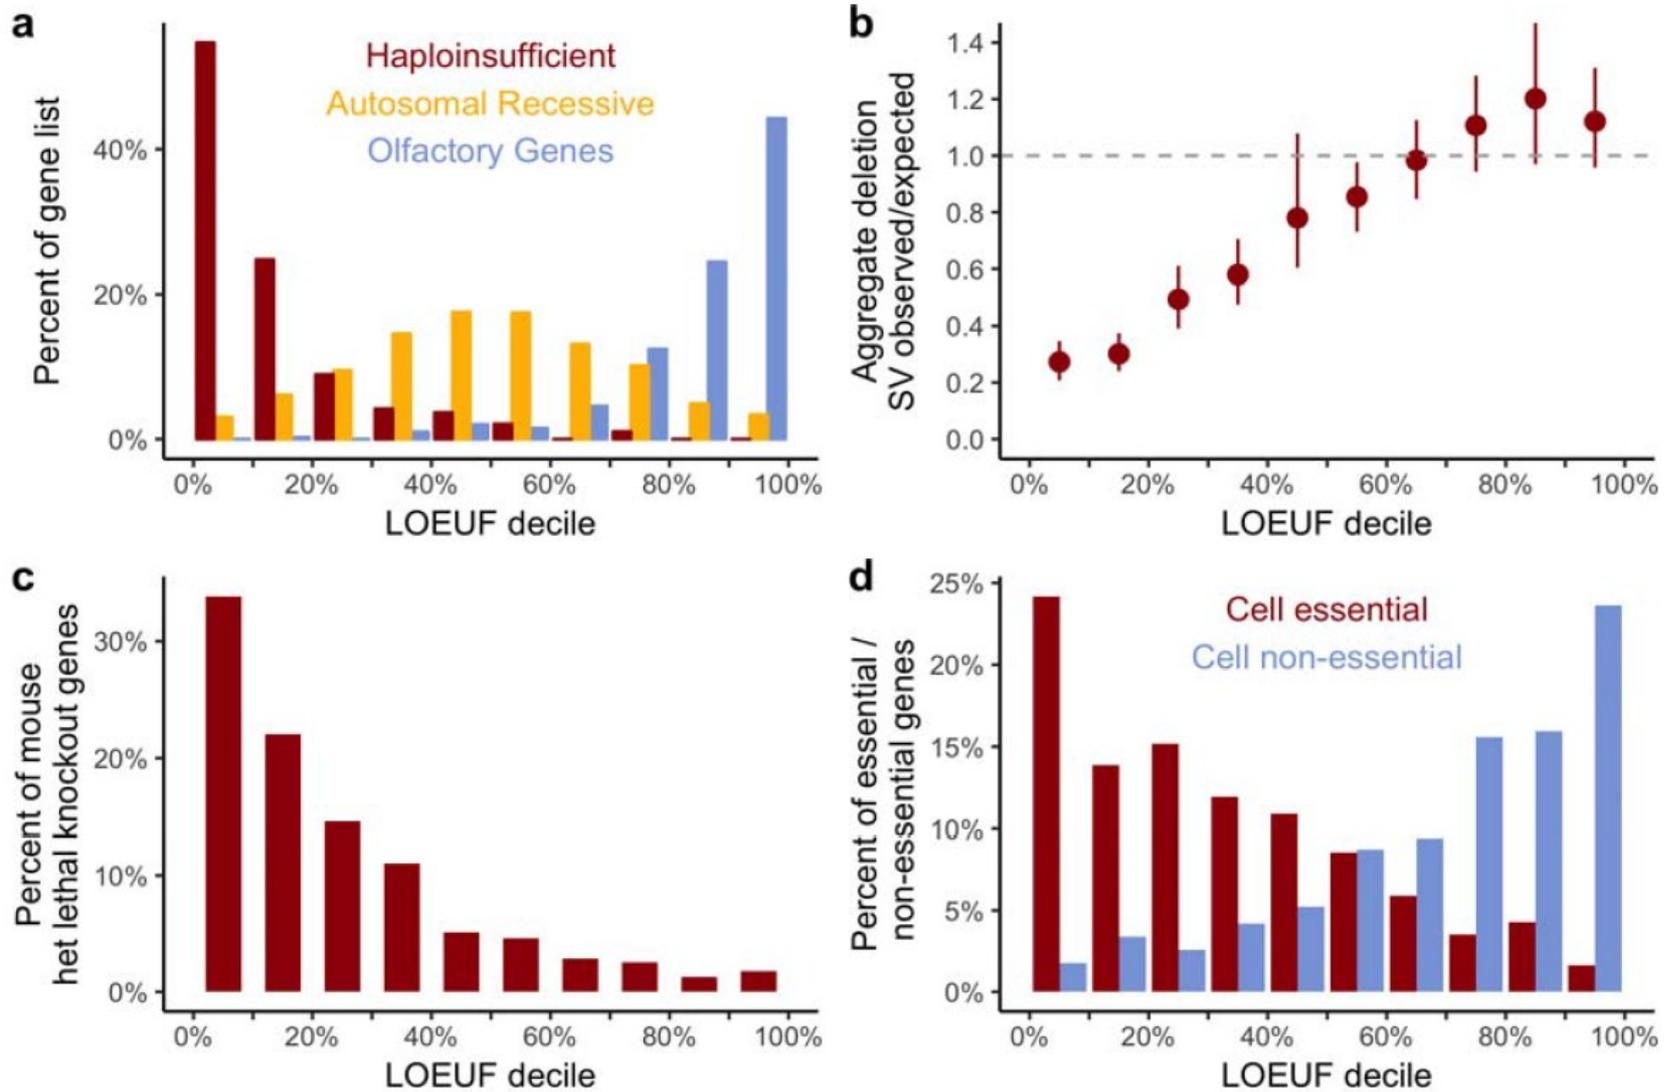 a
Haploinsufficient
Autosomal Recessive
Olfactory Genes
Percent of gene list
40%
20%
0%
0% 20% 40% 60% 80% 100%
LOEUF decile
b
Aggregate deletion
SV observed/expected
1.4
1.2
1.0
0.8
0.6
0.4
0.2
0.0
0% 20% 40% 60% 80% 100%
LOEUF decile
c
Percent of mouse
het lethal knockout genes
30%
20%
10%
0%
0% 20% 40% 60% 80% 100%
LOEUF decile
d
Cell essential
Cell non-essential
Percent of essential /
non-essential genes
25%
20%
15%
10%
5%
0%
0% 20% 40% 60% 80% 100%
LOEUF decile